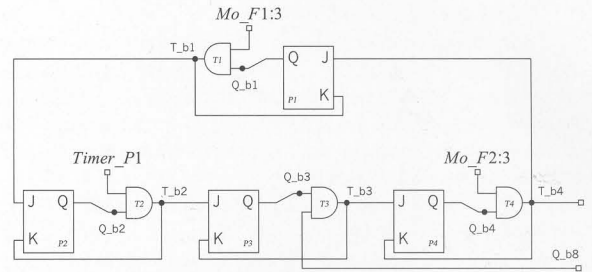 Mo_F1:3
T_b1
T1
Q
J
Q_b1
P1
K
Timer_P1
Mo_F2:3
J
Q
T2
T_b2
J
Q
Q_b3
T3
T_b3
J
Q
T4
T_b4
K
P2
Q_b2
K
P3
K
P4
Q_b4
Q_b8